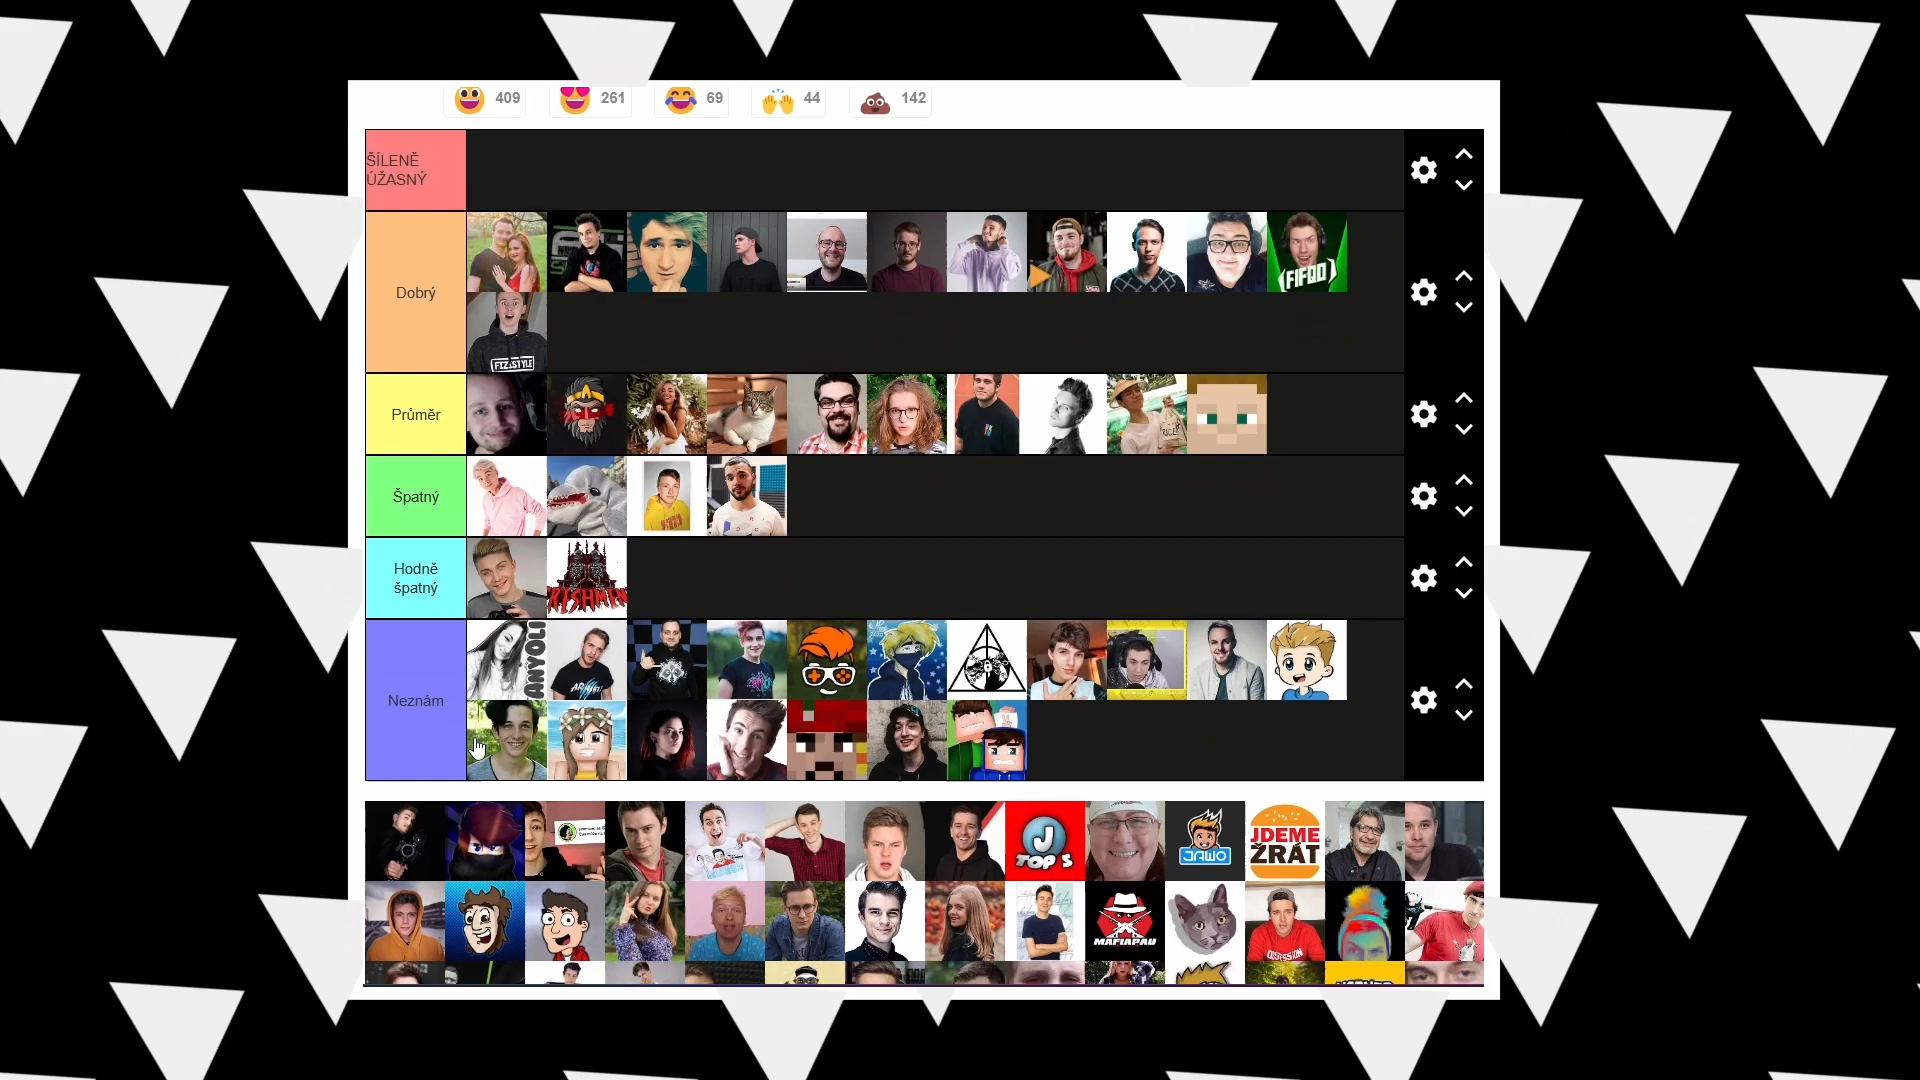 409 261 69 44 142
ŠÍLENĚ
ÚŽASNÝ
Dobrý
FIFQO
FIZISTYLE
Průměr
Špatný
Hodně
špatný
Neznám
ANYOLI
J
TOP 5
JAWO
JDEME
ŽRÁT
MAFIAPAU